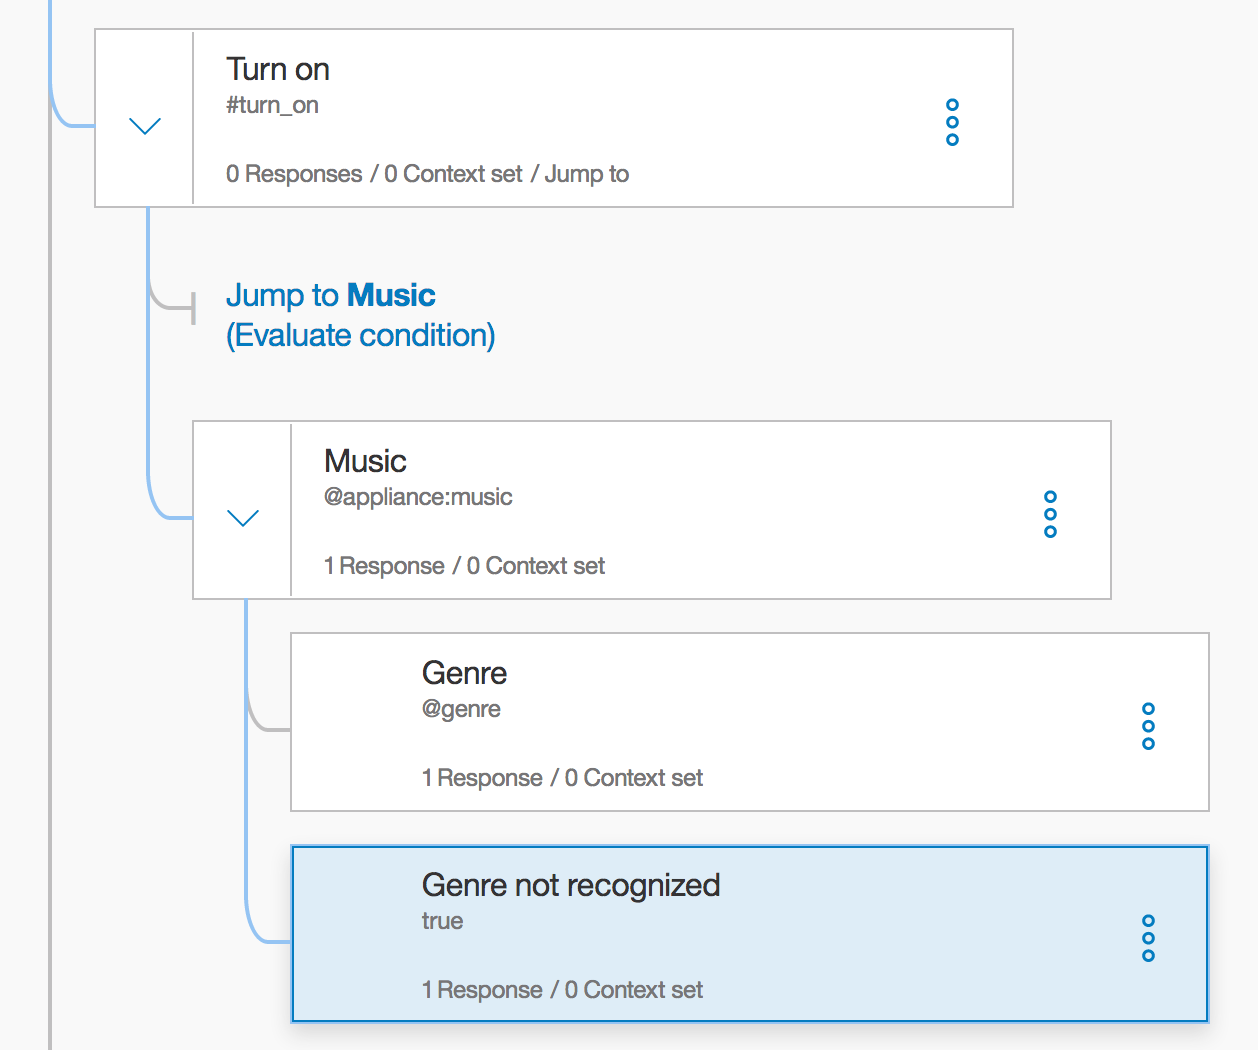 Turn on
#turn_on
0 Responses / 0 Context set / Jump to
Jump to Music
(Evaluate condition)
Music
@appliance:music
1 Response / 0 Context set
Genre
@genre
1 Response / 0 Context set
Genre not recognized
true
1 Response / 0 Context set